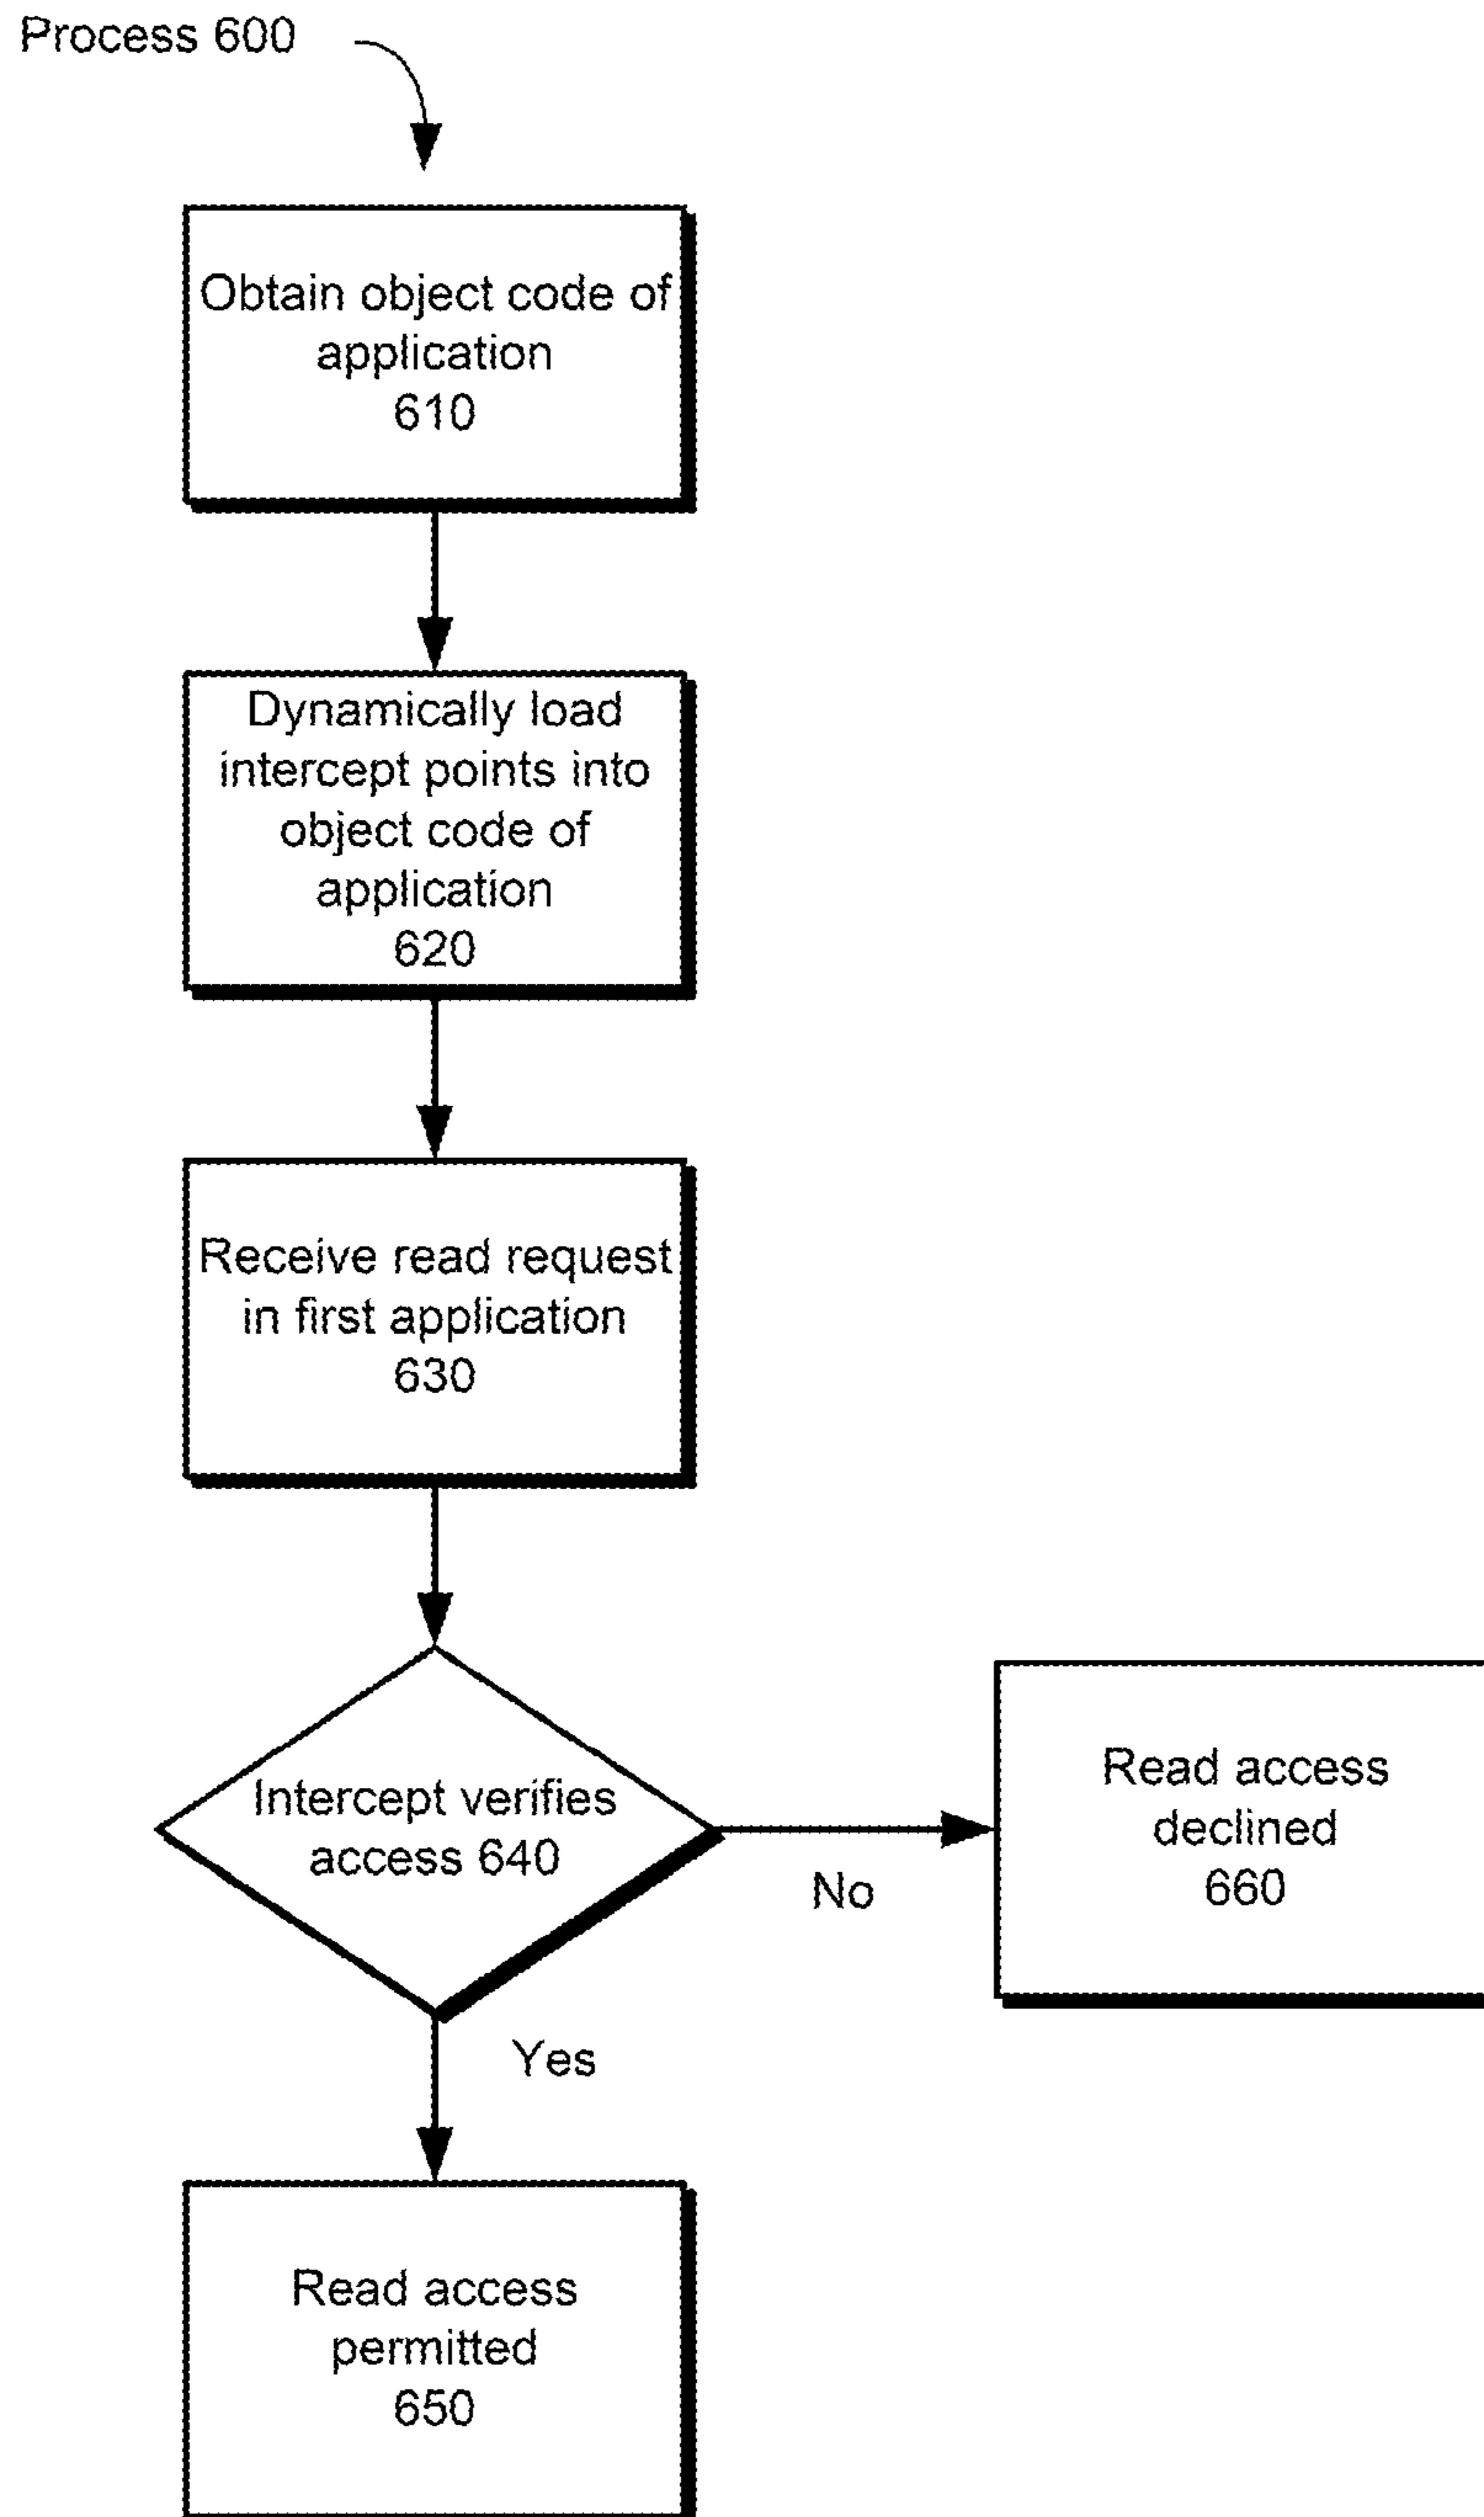 Process 600
Obtain object code of
application
610
Dynamically load
intercept points into
object code of
application
620
Receive read request
in first application
630
Intercept verifies
access 640
No
Read access
declined
660
Yes
Read access
permitted
650